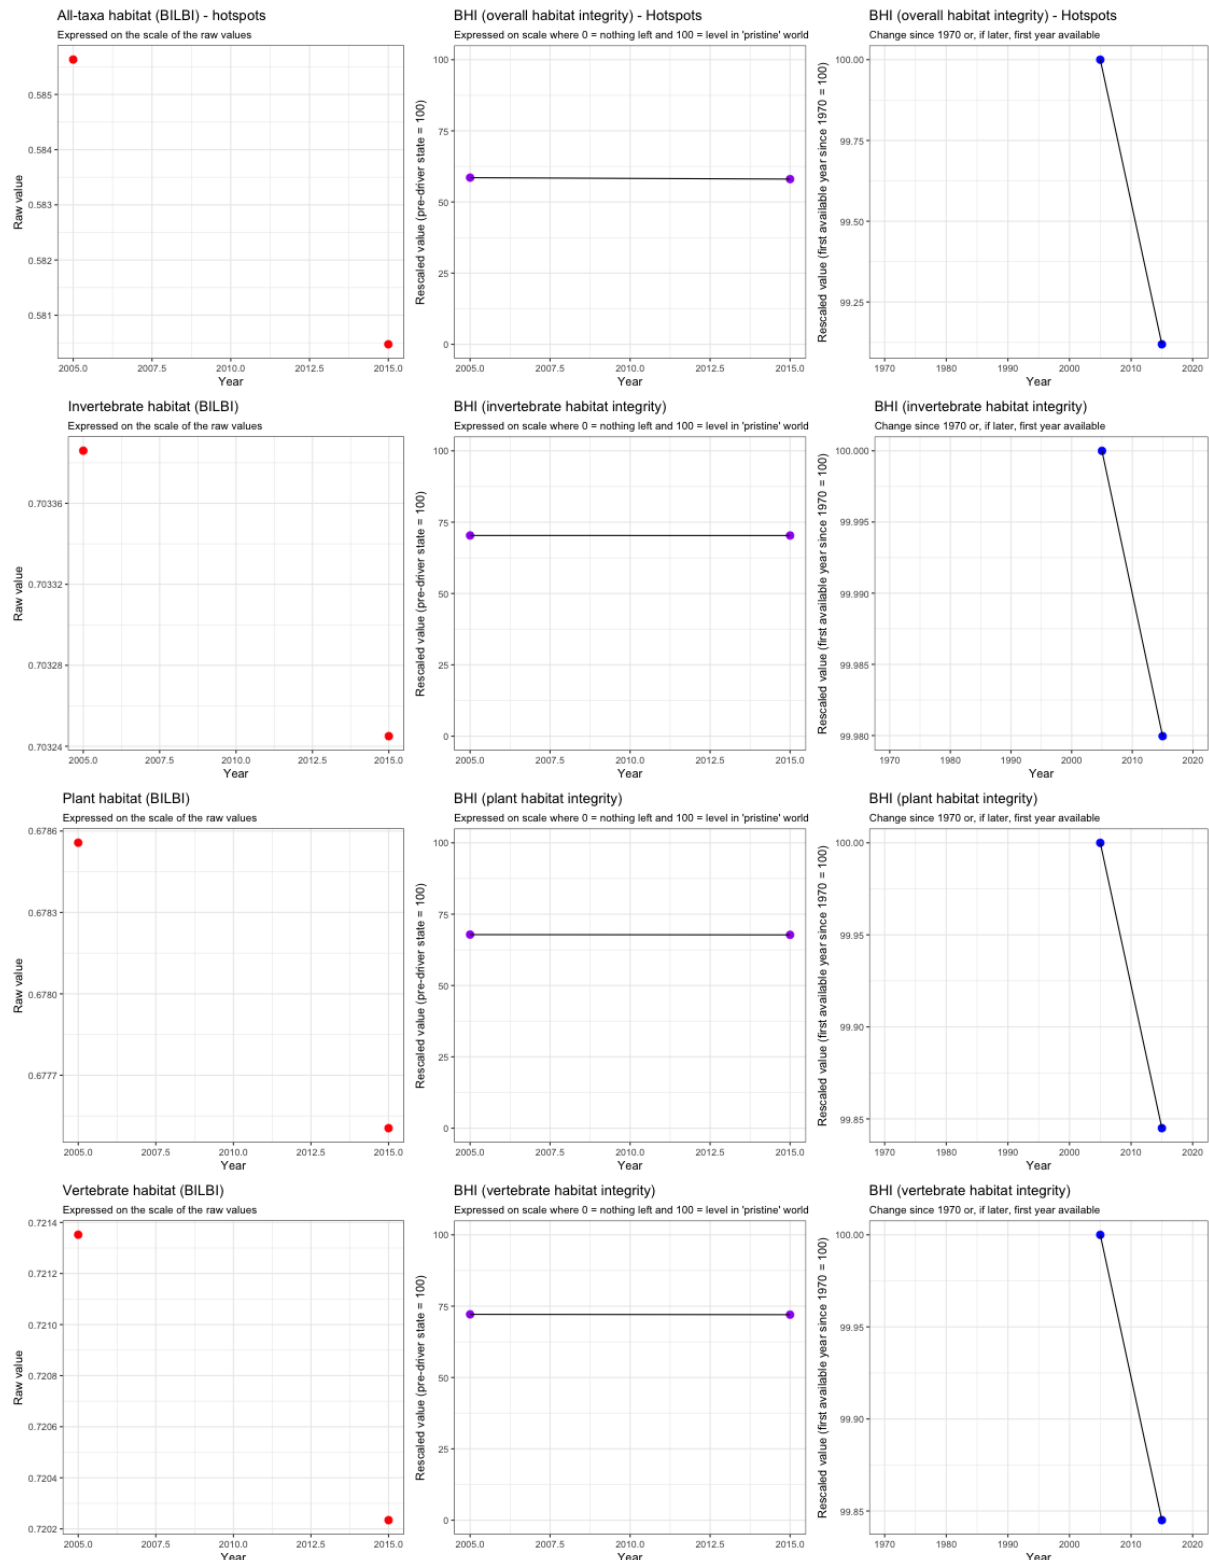 All-taxa habitat (BILBI) - hotspots
Expressed on the scale of the raw values
Raw value
0.585
0.584
0.583
0.582
0.581
2005.0 2007.5 2010.0 2012.5 2015.0
Year
BHI (overall habitat integrity) - Hotspots
Expressed on scale where 0 = nothing left and 100 = level in 'pristine' world
Rescaled value (pre-driver state = 100)
100
75
50
25
0
2005.0 2007.5 2010.0 2012.5 2015.0
Year
BHI (overall habitat integrity) - Hotspots
Change since 1970 or, if later, first year available
Rescaled value (first available year since 1970 = 100)
100.00
99.75
99.50
99.25
1970 1980 1990 2000 2010 2020
Year
Invertebrate habitat (BILBI)
Expressed on the scale of the raw values
Raw value
0.70336
0.70332
0.70328
0.70324
2005.0 2007.5 2010.0 2012.5 2015.0
Year
BHI (invertebrate habitat integrity)
Expressed on scale where 0 = nothing left and 100 = level in 'pristine' world
Rescaled value (pre-driver state = 100)
100
75
50
25
0
2005.0 2007.5 2010.0 2012.5 2015.0
Year
BHI (invertebrate habitat integrity)
Change since 1970 or, if later, first year available
Rescaled value (first available year since 1970 = 100)
100.000
99.995
99.990
99.985
99.980
1970 1980 1990 2000 2010 2020
Year
Plant habitat (BILBI)
Expressed on the scale of the raw values
Raw value
0.6786
0.6783
0.6780
0.6777
2005.0 2007.5 2010.0 2012.5 2015.0
Year
BHI (plant habitat integrity)
Expressed on scale where 0 = nothing left and 100 = level in 'pristine' world
Rescaled value (pre-driver state = 100)
100
75
50
25
0
2005.0 2007.5 2010.0 2012.5 2015.0
Year
BHI (plant habitat integrity)
Change since 1970 or, if later, first year available
Rescaled value (first available year since 1970 = 100)
100.00
99.95
99.90
99.85
1970 1980 1990 2000 2010 2020
Year
Vertebrate habitat (BILBI)
Expressed on the scale of the raw values
Raw value
0.7214
0.7212
0.7210
0.7208
0.7206
0.7204
0.7202
2005.0 2007.5 2010.0 2012.5 2015.0
Year
BHI (vertebrate habitat integrity)
Expressed on scale where 0 = nothing left and 100 = level in 'pristine' world
Rescaled value (pre-driver state = 100)
100
75
50
25
0
2005.0 2007.5 2010.0 2012.5 2015.0
Year
BHI (vertebrate habitat integrity)
Change since 1970 or, if later, first year available
Rescaled value (first available year since 1970 = 100)
100.00
99.95
99.90
99.85
1970 1980 1990 2000 2010 2020
Year